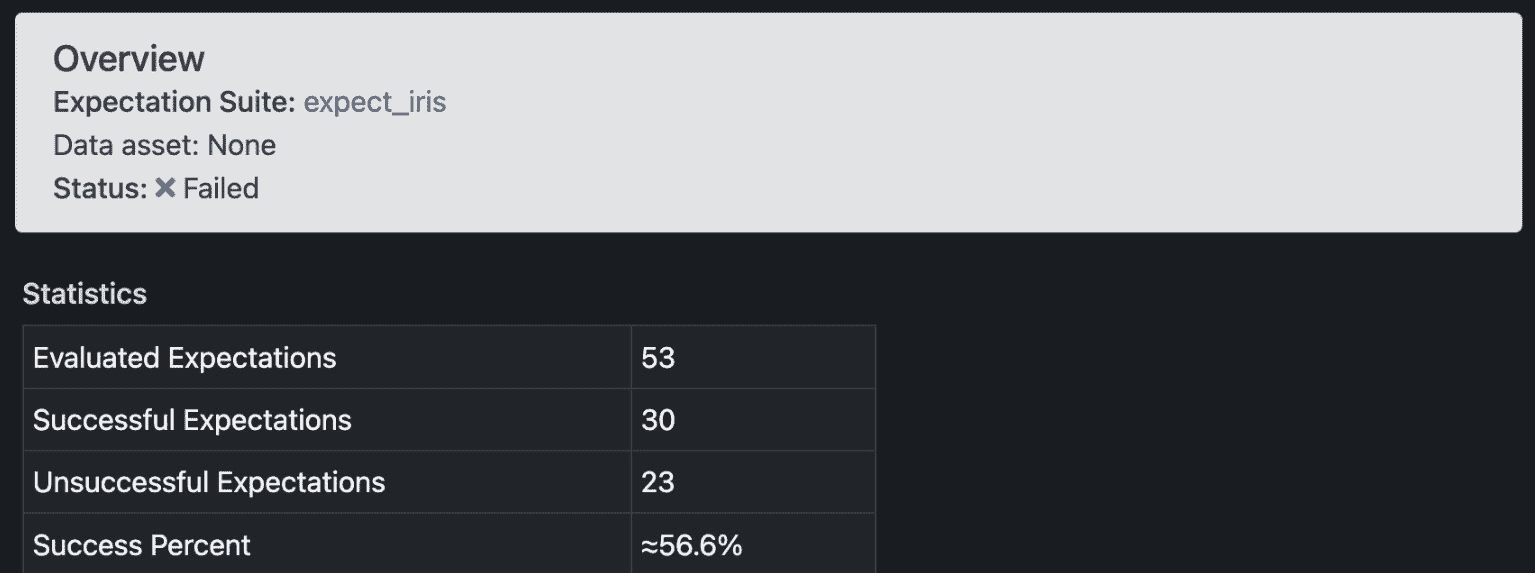 Overview
Expectation Suite: expect_iris
Data asset: None
Status: ✕ Failed
Statistics
Evaluated Expectations 53
Successful Expectations 30
Unsuccessful Expectations 23
Success Percent ≈56.6%